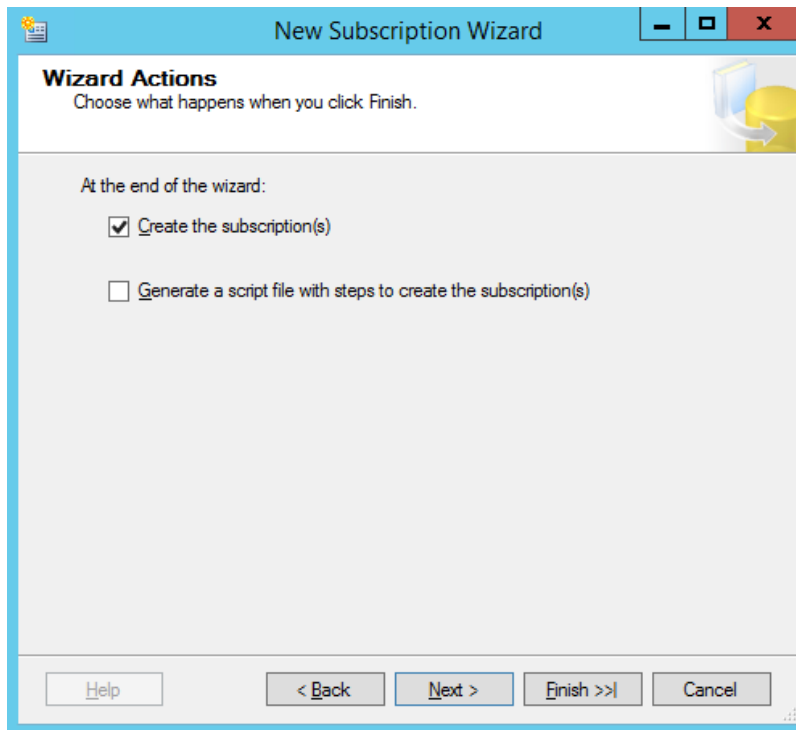 New Subscription Wizard
Wizard Actions
Choose what happens when you click Finish.
At the end of the wizard:
Create the subscription(s)
Generate a script file with steps to create the subscription(s)
Help
< Back
Next >
Finish >>|
Cancel